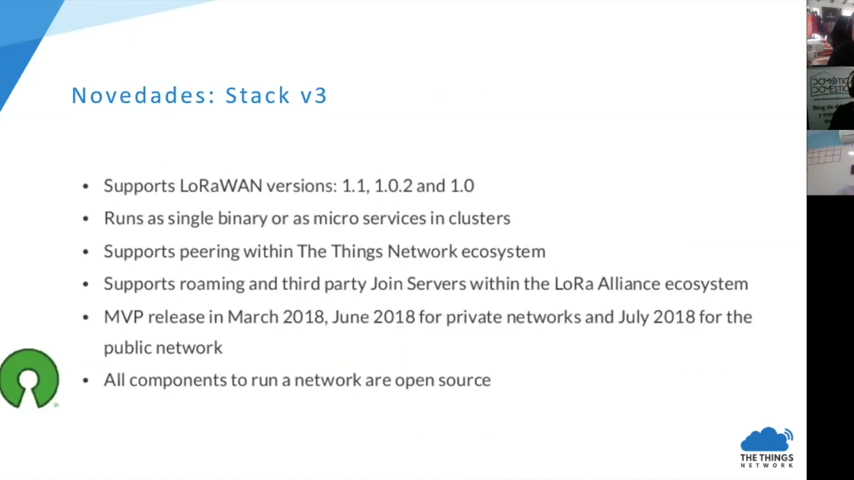 Novedades: Stack v3
• Supports LoRaWAN versions: 1.1, 1.0.2 and 1.0
• Runs as single binary or as micro services in clusters
• Supports peering within The Things Network ecosystem
• Supports roaming and third party Join Servers within the LoRa Alliance ecosystem
• MVP release in March 2018, June 2018 for private networks and July 2018 for the
public network
• All components to run a network are open source
THE THINGS
NETWORK